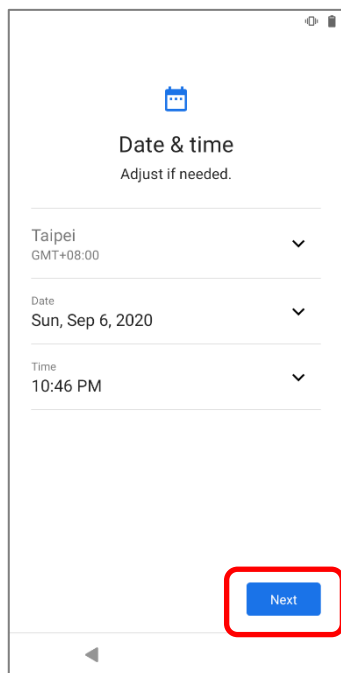 Date & time
Adjust if needed.
Taipei
GMT+08:00
Date
Sun, Sep 6, 2020
Time
10:46 PM
Next